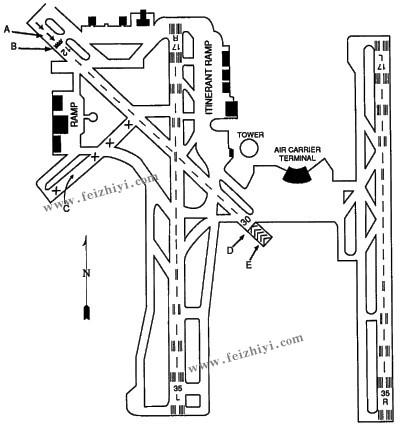 A
B
12
17
R
17
L
RAMP
ITINERANT RAMP
TOWER
AIR CARRIER
TERMINAL
www.feizhiyi.com
C
30
D
E
N
www.feizhiyi.com
35
L
35
R